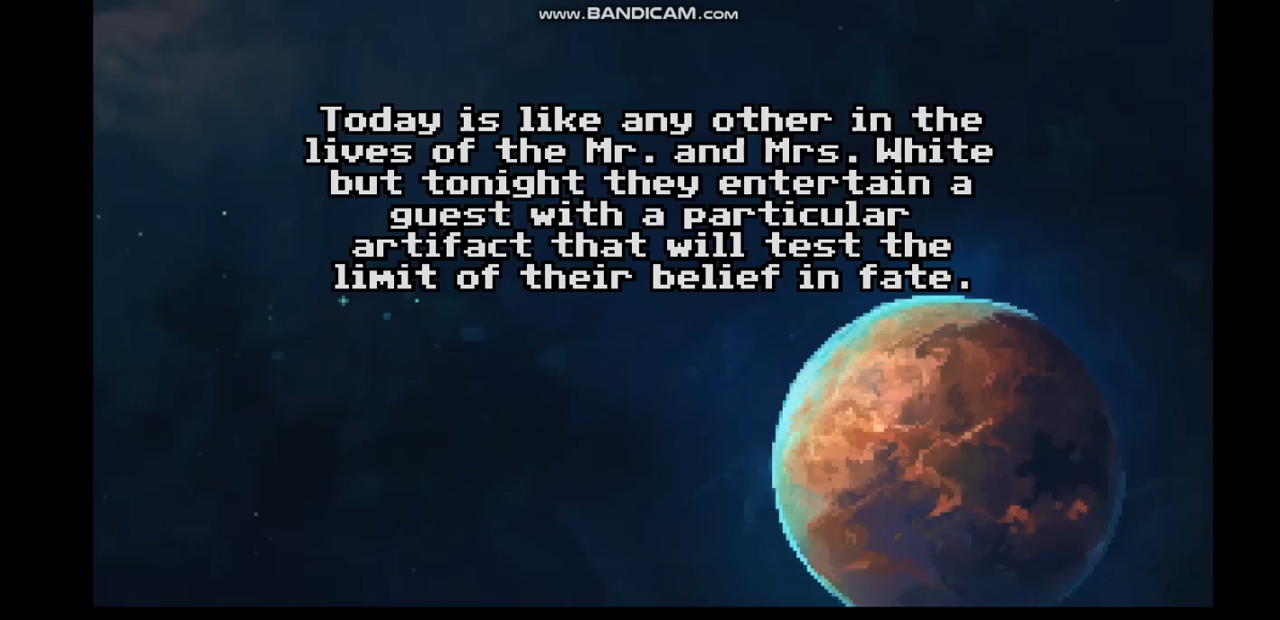 www.BANDICAM.com
Today is like any other in the
lives of the Mr. and Mrs. White
but tonight they entertain a
guest with a particular
artifact that will test the
limit of their belief in fate.